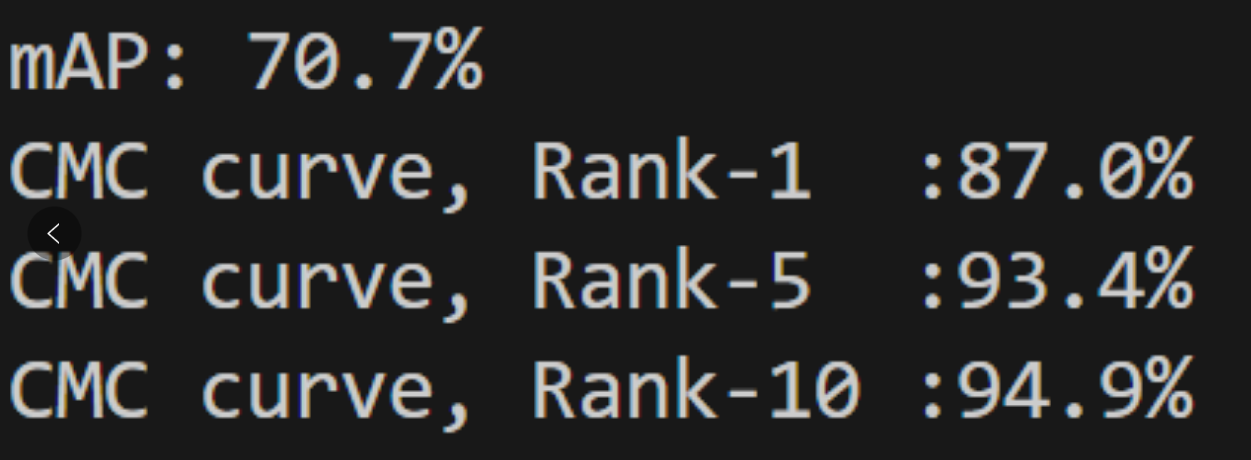 mAP: 70.7%
CMC curve, Rank-1  :87.0%
CMC curve, Rank-5  :93.4%
CMC curve, Rank-10 :94.9%